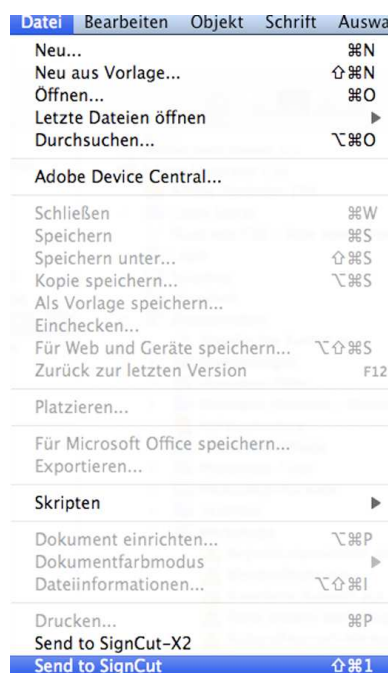 Datei Bearbeiten Objekt Schrift Auswa
Neu... ⌘N
Neu aus Vorlage... ⇧⌘N
Öffnen... ⌘O
Letzte Dateien öffnen ▶
Durchsuchen... ⌥⌘O
Adobe Device Central...
Schließen ⌘W
Speichern ⌘S
Speichern unter... ⇧⌘S
Kopie speichern... ⌥⌘S
Als Vorlage speichern...
Einchecken...
Für Web und Geräte speichern... ⌥⇧⌘S
Zurück zur letzten Version F12
Platzieren...
Für Microsoft Office speichern...
Exportieren...
Skripten ▶
Dokument einrichten... ⌥⌘P
Dokumentfarbmodus ▶
Dateiinformationen... ⌥⇧⌘I
Drucken... ⌘P
Send to SignCut-X2
Send to SignCut ⇧⌘1